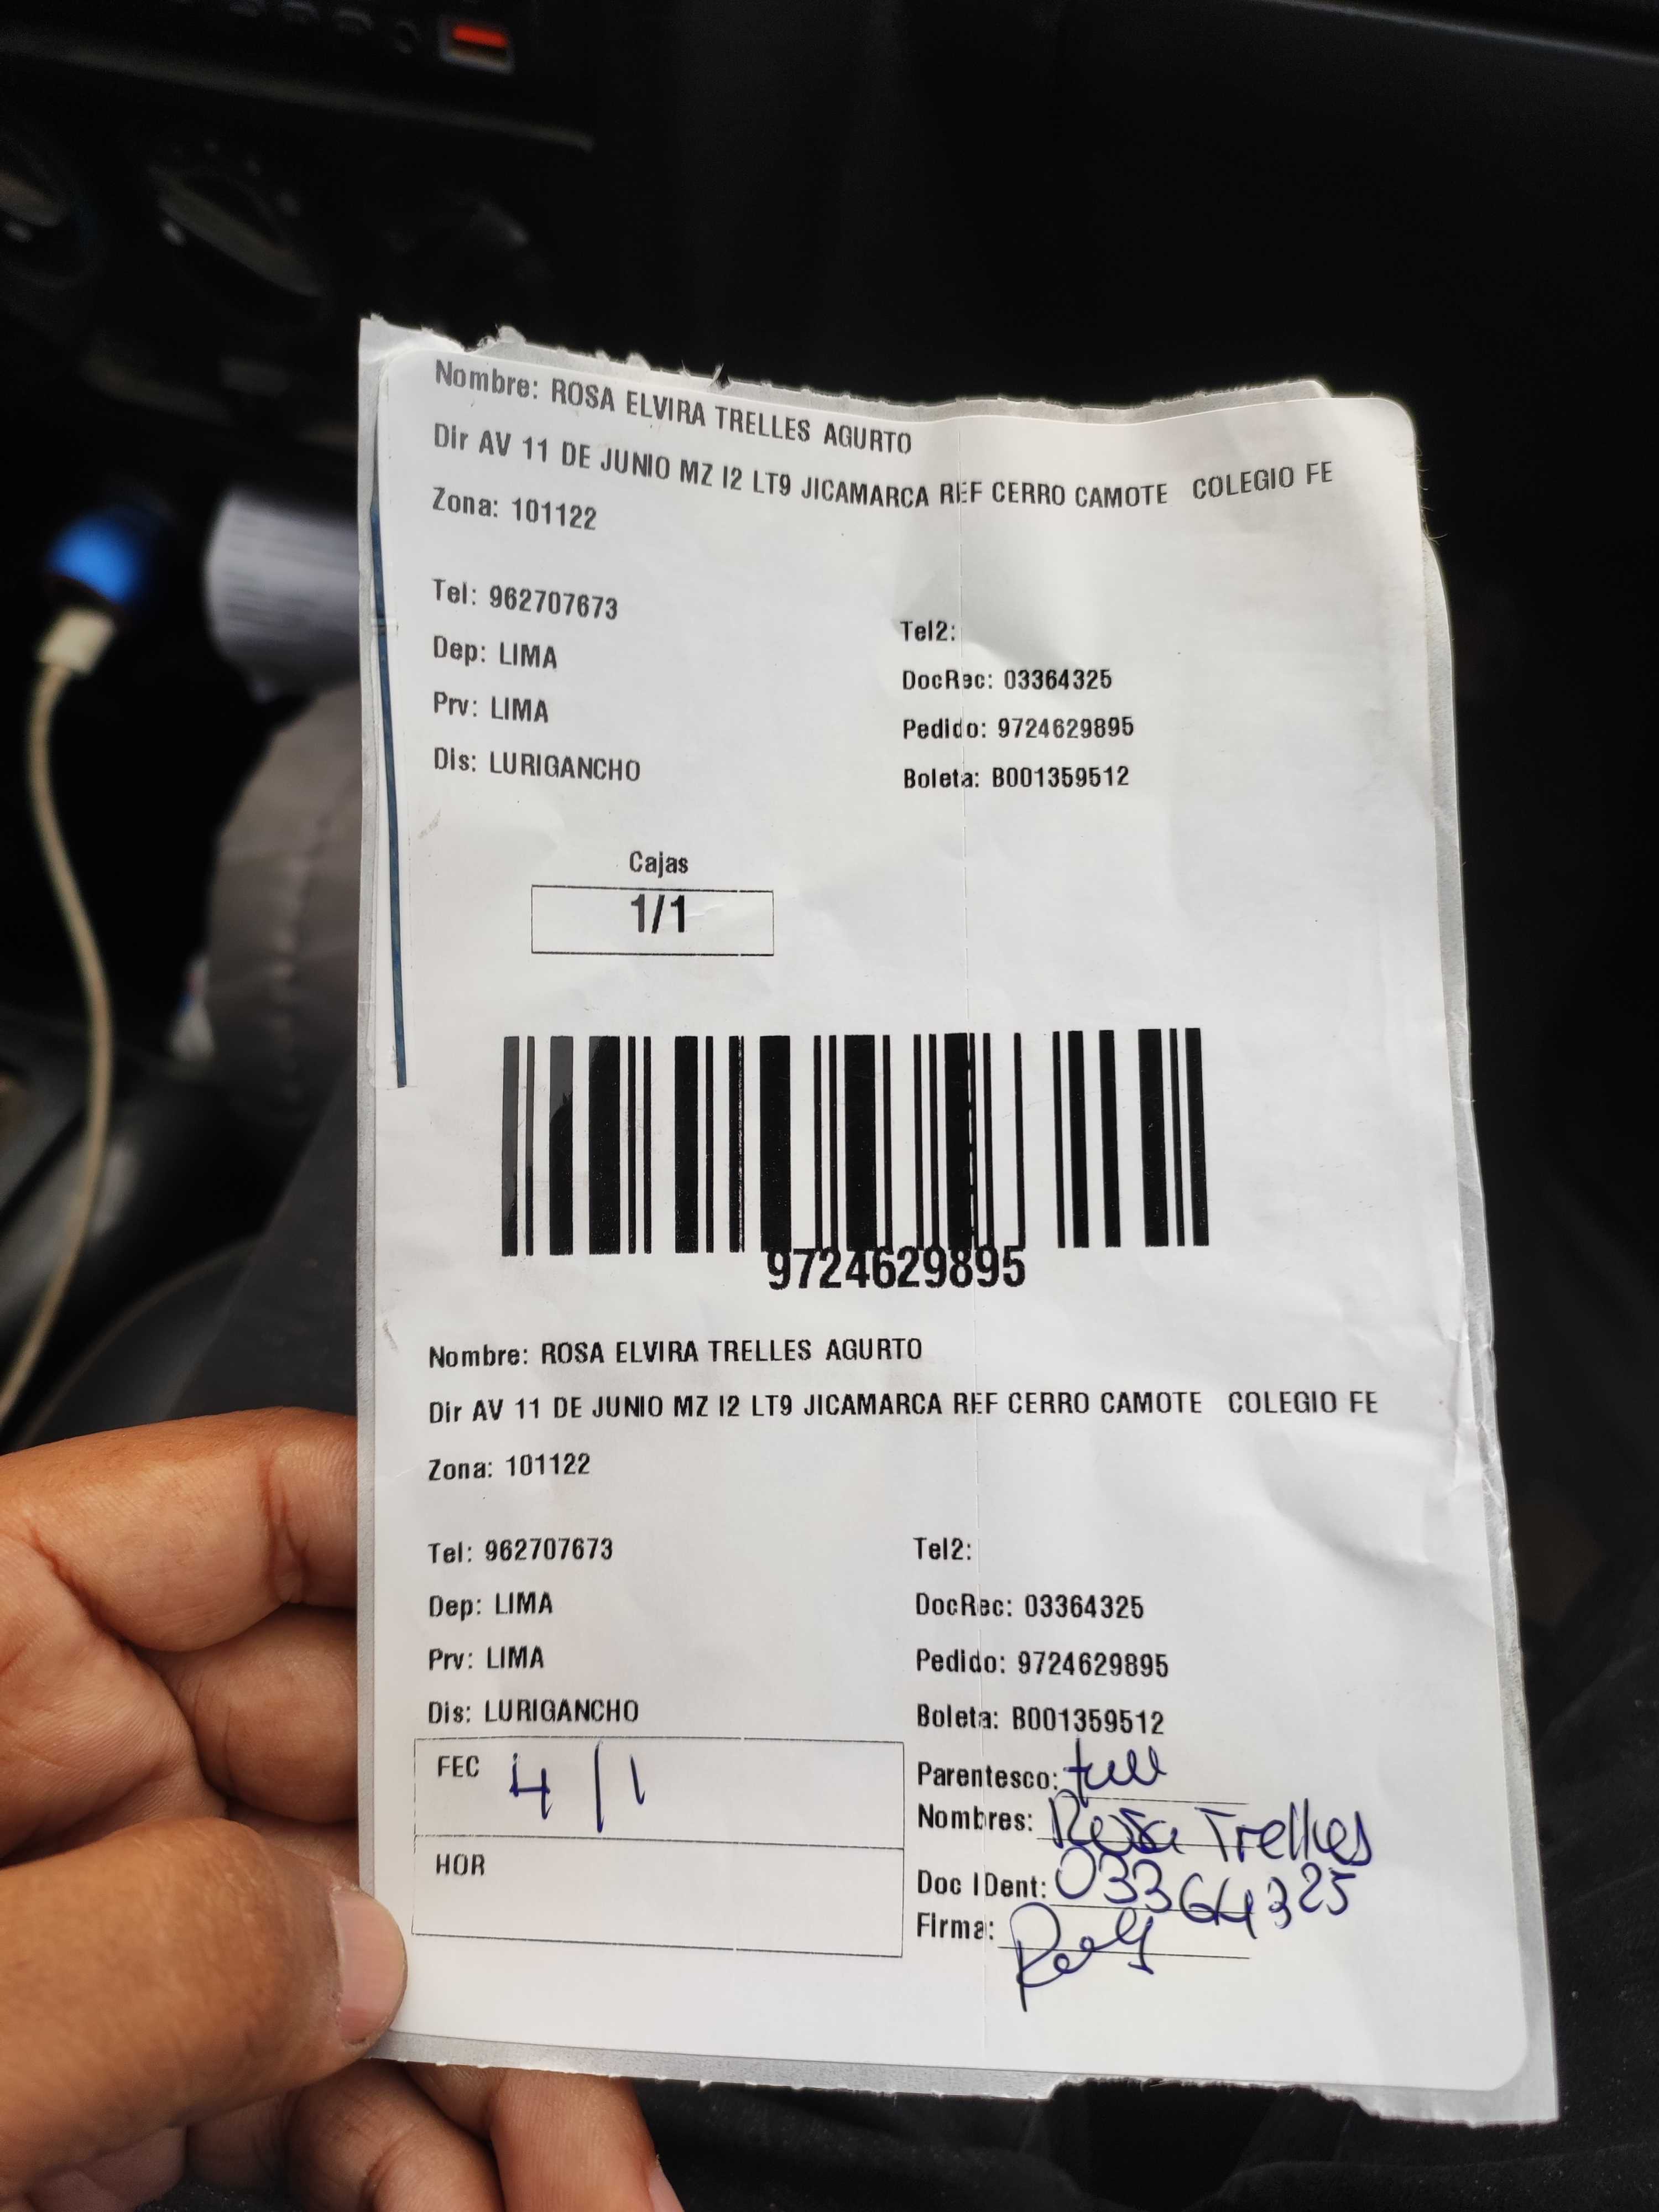 Nombre: ROSA ELVIRA TRELLES AGURTO
Dir AV 11 DE JUNIO MZ I2 LT9 JICAMARCA REF CERRO CAMOTE COLEGIO FE
Zona: 101122
Tel: 962707673
Tel2:
Dep: LIMA
DocRec: 03364325
Prv: LIMA
Pedido: 9724629895
Dis: LURIGANCHO
Boleta: B001359512
Cajas
1/1
9724629895
Nombre: ROSA ELVIRA TRELLES AGURTO
Dir AV 11 DE JUNIO MZ I2 LT9 JICAMARCA REF CERRO CAMOTE COLEGIO FE
Zona: 101122
Tel: 962707673
Tel2:
Dep: LIMA
DocRec: 03364325
Prv: LIMA
Pedido: 9724629895
Dis: LURIGANCHO
Boleta: B001359512
FEC 4/1
Parentesco:
Nombres: Rosa Trelles
HOR
Doc IDent: 03364325
Firma: